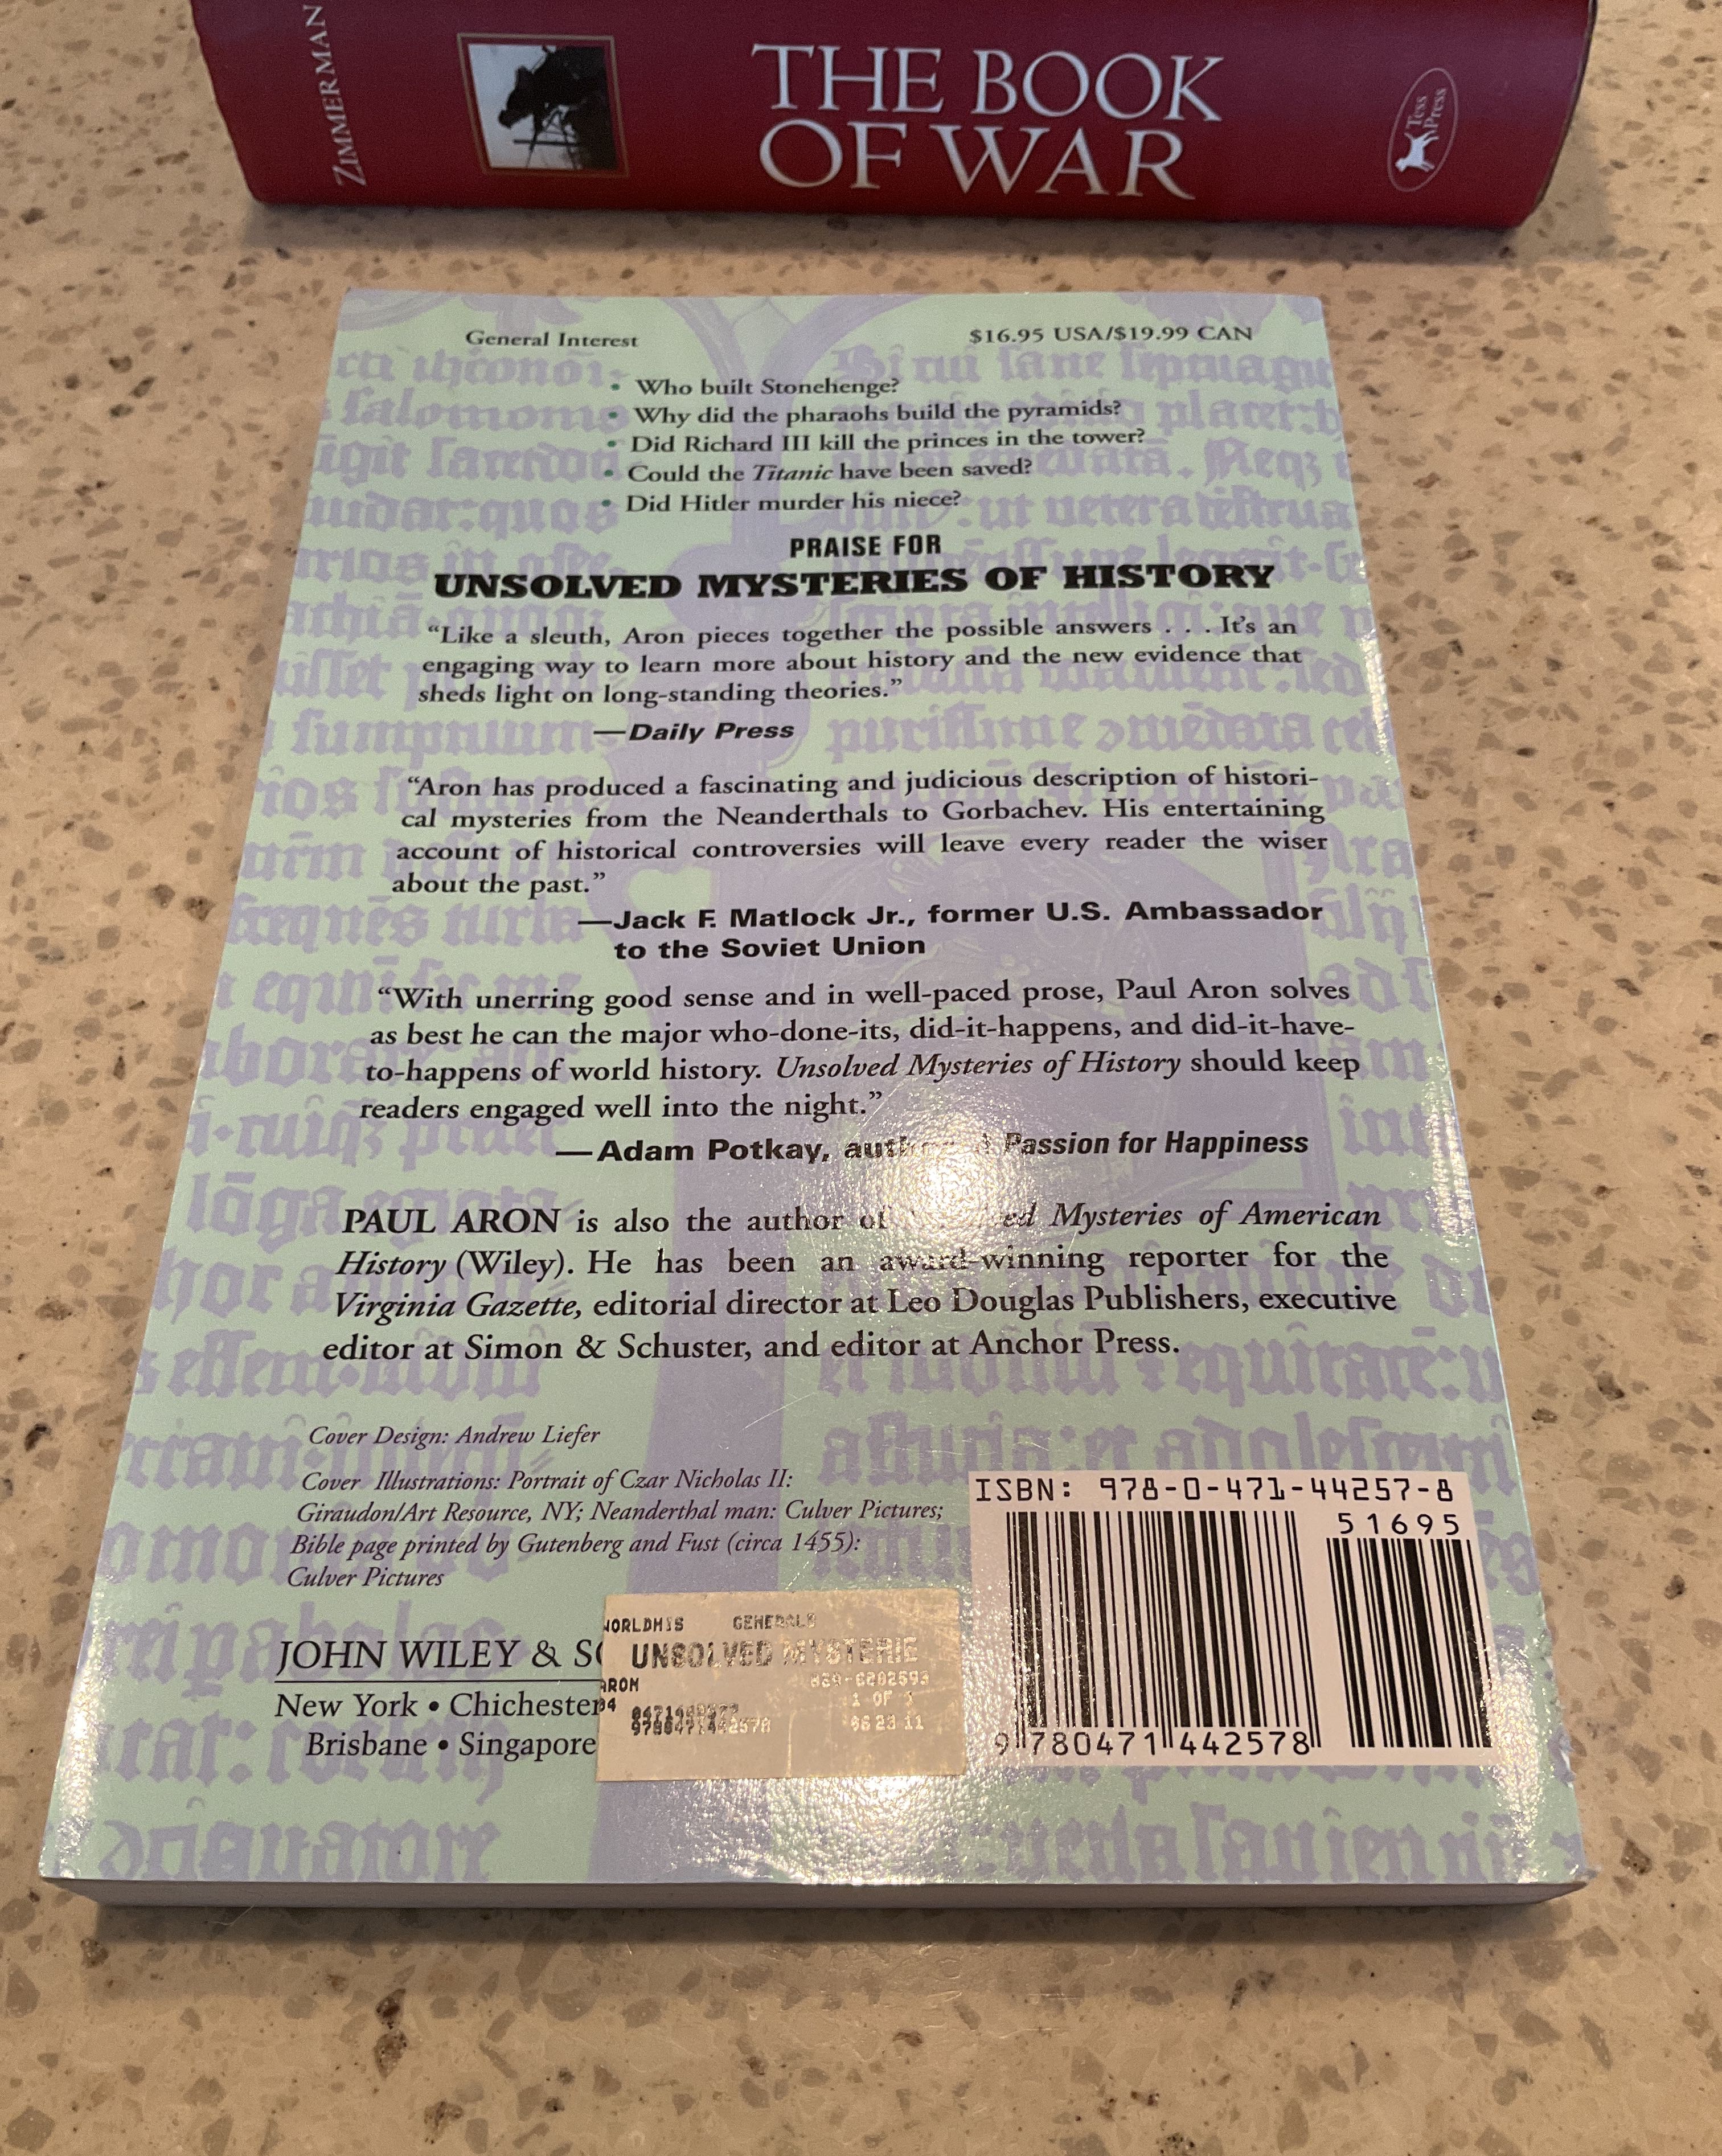 ZIMMERMAN
THE BOOK
OF WAR
Tess
Press
General Interest
$16.95 USA/$19.99 CAN
• Who built Stonehenge?
• Why did the pharaohs build the pyramids?
• Did Richard III kill the princes in the tower?
• Could the Titanic have been saved?
• Did Hitler murder his niece?
PRAISE FOR
UNSOLVED MYSTERIES OF HISTORY
“Like a sleuth, Aron pieces together the possible answers . . . It’s an
engaging way to learn more about history and the new evidence that
sheds light on long-standing theories.”
—Daily Press
“Aron has produced a fascinating and judicious description of histori-
cal mysteries from the Neanderthals to Gorbachev. His entertaining
account of historical controversies will leave every reader the wiser
about the past.”
—Jack F. Matlock Jr., former U.S. Ambassador
to the Soviet Union
“With unerring good sense and in well-paced prose, Paul Aron solves
as best he can the major who-done-its, did-it-happens, and did-it-have-
to-happens of world history. Unsolved Mysteries of History should keep
readers engaged well into the night.”
—Adam Potkay, Passion for Happiness
PAUL ARON is also the author of Mysteries of American
History (Wiley). He has been an award-winning reporter for the
Virginia Gazette, editorial director at Leo Douglas Publishers, executive
editor at Simon & Schuster, and editor at Anchor Press.
Cover Design: Andrew Liefer
Cover Illustrations: Portrait of Czar Nicholas II:
Giraudon/Art Resource, NY; Neanderthal man: Culver Pictures;
Bible page printed by Gutenberg and Fust (circa 1455):
Culver Pictures
JOHN WILEY & SO
New York • Chichester
Brisbane • Singapore
WORLDHIS GENERAL
UNSOLVED MYSTERIE
ARON
1 OF
9780471442578
06 23 11
ISBN: 978-0-471-44257-8
51695
9 780471 442578